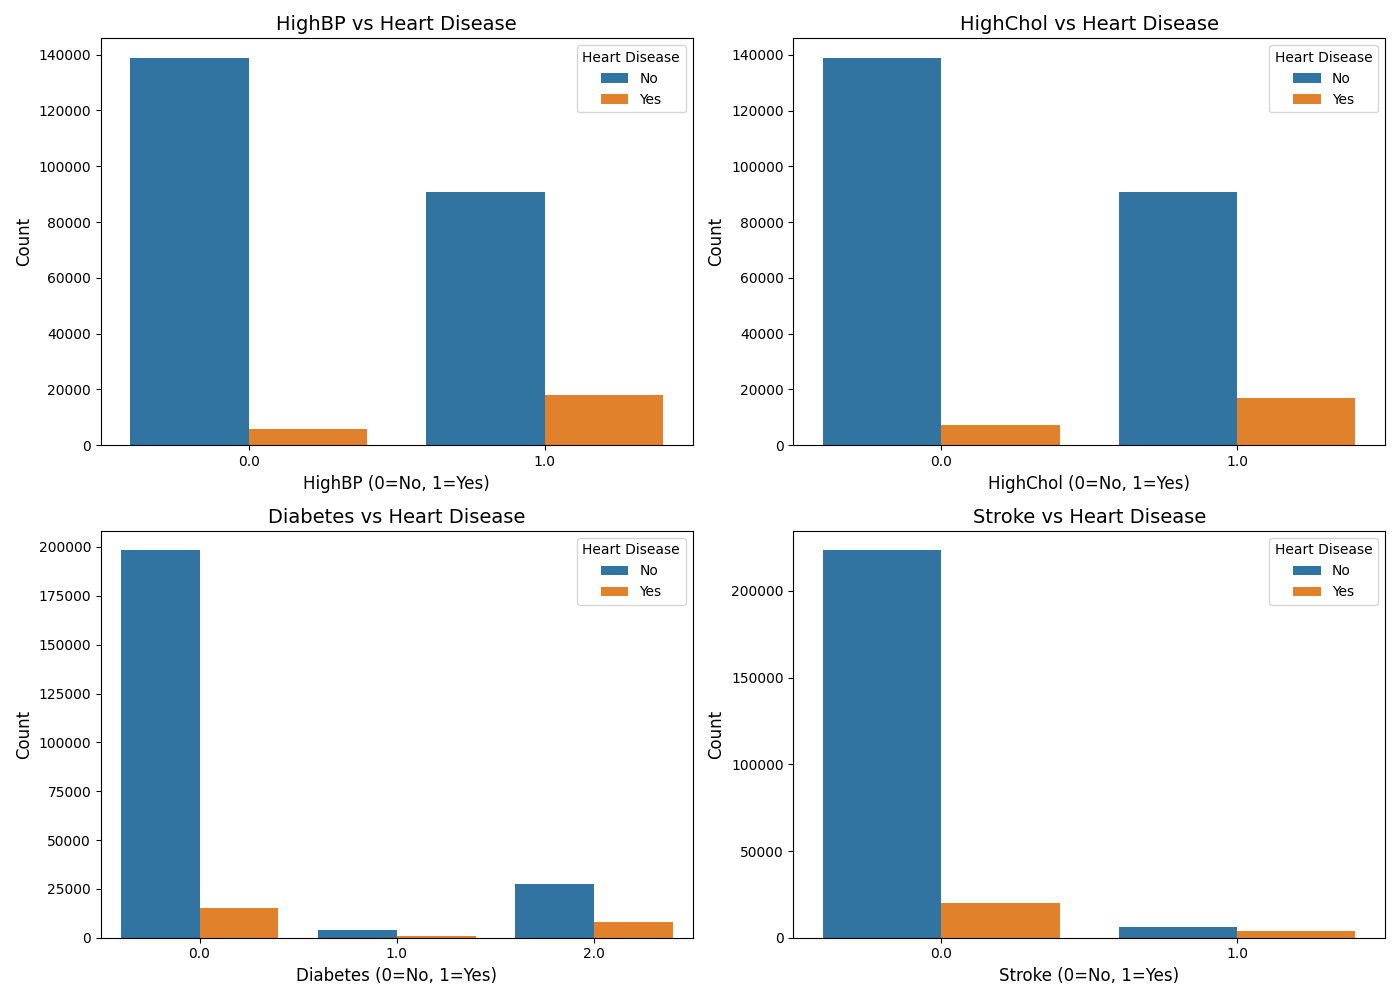 HighBP vs Heart Disease
140000
120000
100000
80000
60000
40000
20000
0
Count
Heart Disease
No
Yes
0.0 1.0
HighBP (0=No, 1=Yes)
HighChol vs Heart Disease
140000
120000
100000
80000
60000
40000
20000
0
Count
Heart Disease
No
Yes
0.0 1.0
HighChol (0=No, 1=Yes)
Diabetes vs Heart Disease
200000
175000
150000
125000
100000
75000
50000
25000
0
Count
Heart Disease
No
Yes
0.0 1.0 2.0
Diabetes (0=No, 1=Yes)
Stroke vs Heart Disease
200000
150000
100000
50000
0
Count
Heart Disease
No
Yes
0.0 1.0
Stroke (0=No, 1=Yes)